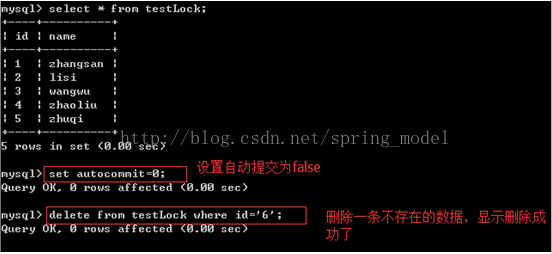 mysql> select * from testLock;
+----+----------+
| id | name     |
+----+----------+
| 1  | zhangsan |
| 2  | lisi     |
| 3  | wangwu   |
| 4  | zhaoliu  |
| 5  | zhuqi    |
+----+----------+
http://blog.csdn.net/spring_model
5 rows in set (0.00 sec)
mysql> set autocommit=0; 设置自动提交为false
Query OK, 0 rows affected (0.00 sec)
mysql> delete from testLock where id='6'; 删除一条不存在的数据，显示删除成
Query OK, 0 rows affected (0.00 sec) 功了